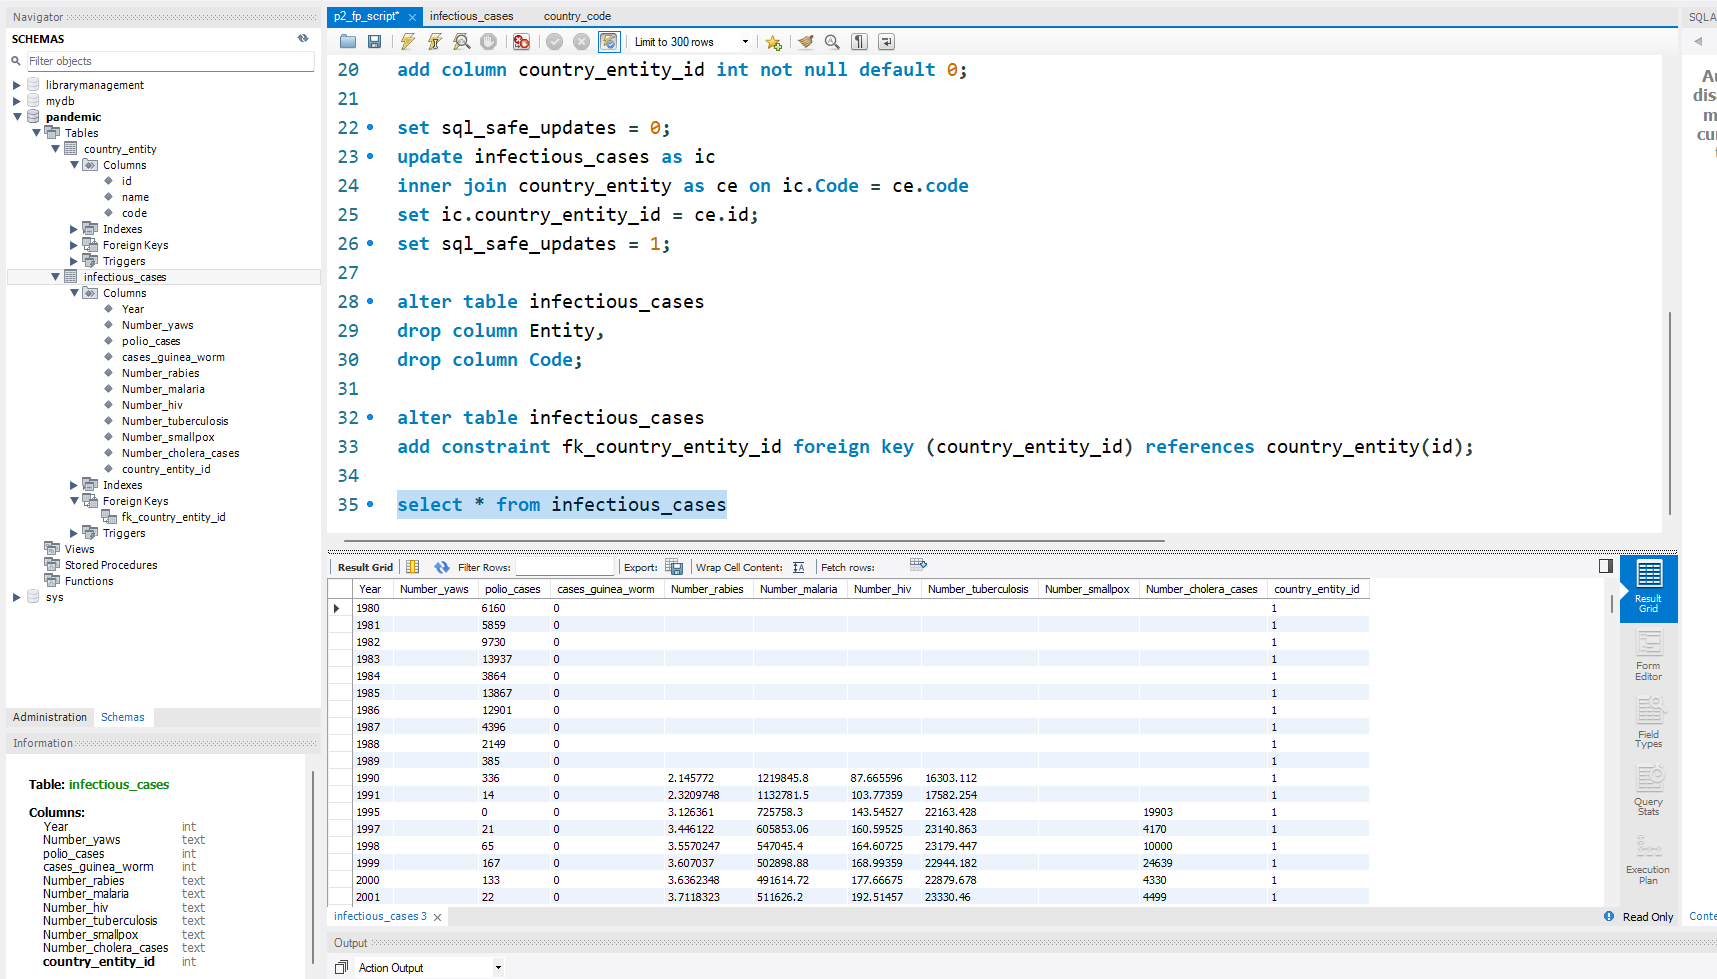 Navigator
SCHEMAS
Filter objects
librarymanagement
mydb
pandemic
Tables
country_entity
Columns
id
name
code
Indexes
Foreign Keys
Triggers
infectious_cases
Columns
Year
Number_yaws
polio_cases
cases_guinea_worm
Number_rabies
Number_malaria
Number_hiv
Number_tuberculosis
Number_smallpox
Number_cholera_cases
country_entity_id
Indexes
Foreign Keys
fk_country_entity_id
Triggers
Views
Stored Procedures
Functions
sys
Administration Schemas
Information
Table: infectious_cases
Columns:
Year int
Number_yaws text
polio_cases int
cases_guinea_worm int
Number_rabies text
Number_malaria text
Number_hiv text
Number_tuberculosis text
Number_smallpox text
Number_cholera_cases text
country_entity_id int
p2_fp_script* infectious_cases country_code
Limit to 300 rows
20 add column country_entity_id int not null default 0;
21
22 set sql_safe_updates = 0;
23 update infectious_cases as ic
24 inner join country_entity as ce on ic.Code = ce.code
25 set ic.country_entity_id = ce.id;
26 set sql_safe_updates = 1;
27
28 alter table infectious_cases
29 drop column Entity,
30 drop column Code;
31
32 alter table infectious_cases
33 add constraint fk_country_entity_id foreign key (country_entity_id) references country_entity(id);
34
35 select * from infectious_cases
Result Grid Filter Rows: Export: Wrap Cell Content: Fetch rows:
Year Number_yaws polio_cases cases_guinea_worm Number_rabies Number_malaria Number_hiv Number_tuberculosis Number_smallpox Number_cholera_cases country_entity_id
1980 6160 0 1
1981 5859 0 1
1982 9730 0 1
1983 13937 0 1
1984 3864 0 1
1985 13867 0 1
1986 12901 0 1
1987 4396 0 1
1988 2149 0 1
1989 385 0 1
1990 336 0 2.145772 1219845.8 87.665596 16303.112 1
1991 14 0 2.3209748 1132781.5 103.77359 17582.254 1
1995 0 0 3.126361 725758.3 143.54527 22163.428 19903 1
1997 21 0 3.446122 605853.06 160.59525 23140.863 4170 1
1998 65 0 3.5570247 547045.4 164.60725 23179.447 10000 1
1999 167 0 3.607037 502898.88 168.99359 22944.182 24639 1
2000 133 0 3.6362348 491614.72 177.66675 22879.678 4330 1
2001 22 0 3.7118323 511626.2 192.51457 23330.46 4499 1
infectious_cases 3
Read Only
Output
Action Output
Result Grid
Form Editor
Field Types
Query Stats
Execution Plan
SQLA
Au
dis
m
cu
Conte